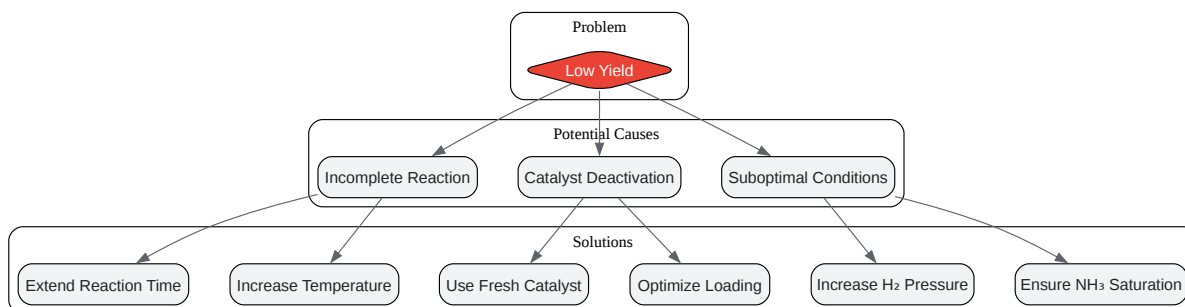 Problem
Low Yield
Potential Causes
Incomplete Reaction
Catalyst Deactivation
Suboptimal Conditions
Solutions
Extend Reaction Time
Increase Temperature
Use Fresh Catalyst
Optimize Loading
Increase H₂ Pressure
Ensure NH₃ Saturation